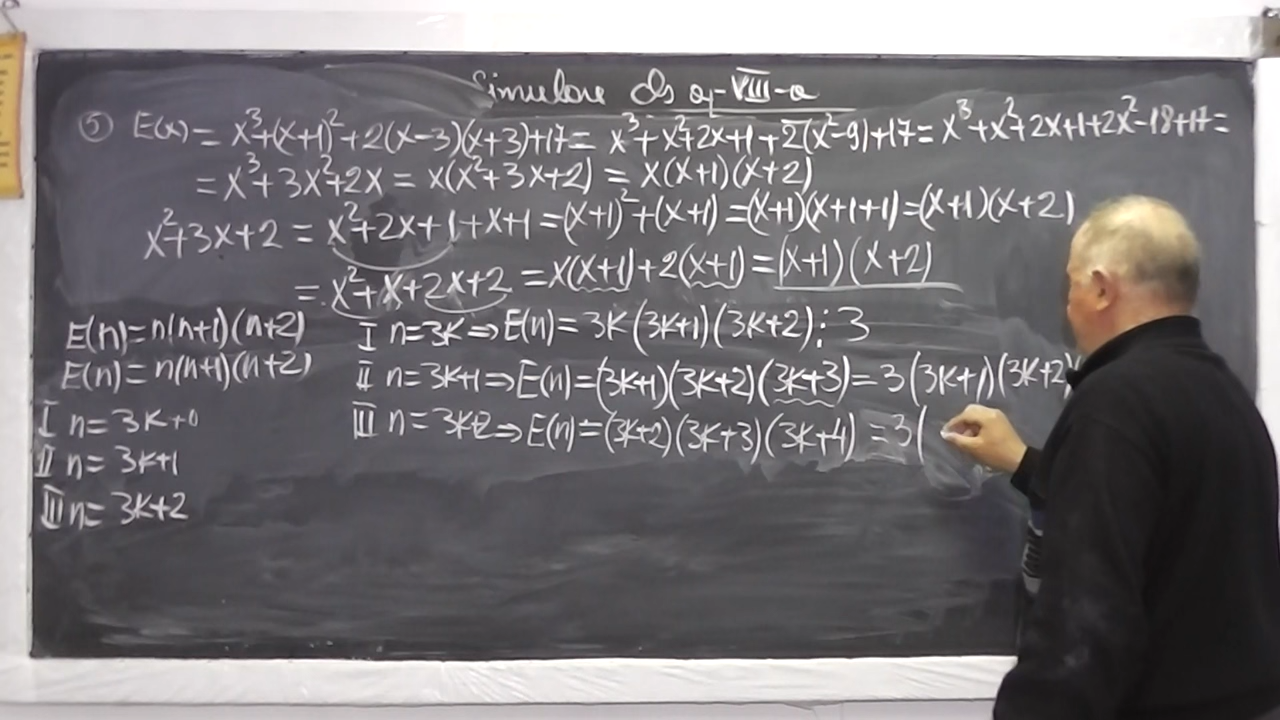 Simulare cls a-VIII-a
⑤ E(x) = x³+(x+1)²+2(x-3)(x+3)+17= x³+x²+2x+1+2(x²-9)+17= x³+x²+2x+1+2x²-18+17=
= x³+3x²+2x = x(x²+3x+2) = x(x+1)(x+2)
x²+3x+2 = x²+2x+1+x+1=(x+1)²+(x+1)=(x+1)(x+1+1)=(x+1)(x+2)
= x²+x+2x+2 =x(x+1)+2(x+1)=(x+1)(x+2)
E(n)=n(n+1)(n+2)
E(n)=n(n+1)(n+2)
I n=3k+0
II n= 3k+1
III n= 3k+2
I n=3k⇒E(n)= 3k(3k+1)(3k+2)⋮3
II n=3k+1⇒E(n)=(3k+1)(3k+2)(3k+3)=3(3k+1)(3k+2)
III n=3k+2⇒E(n)=(3k+2)(3k+3)(3k+4) =3(